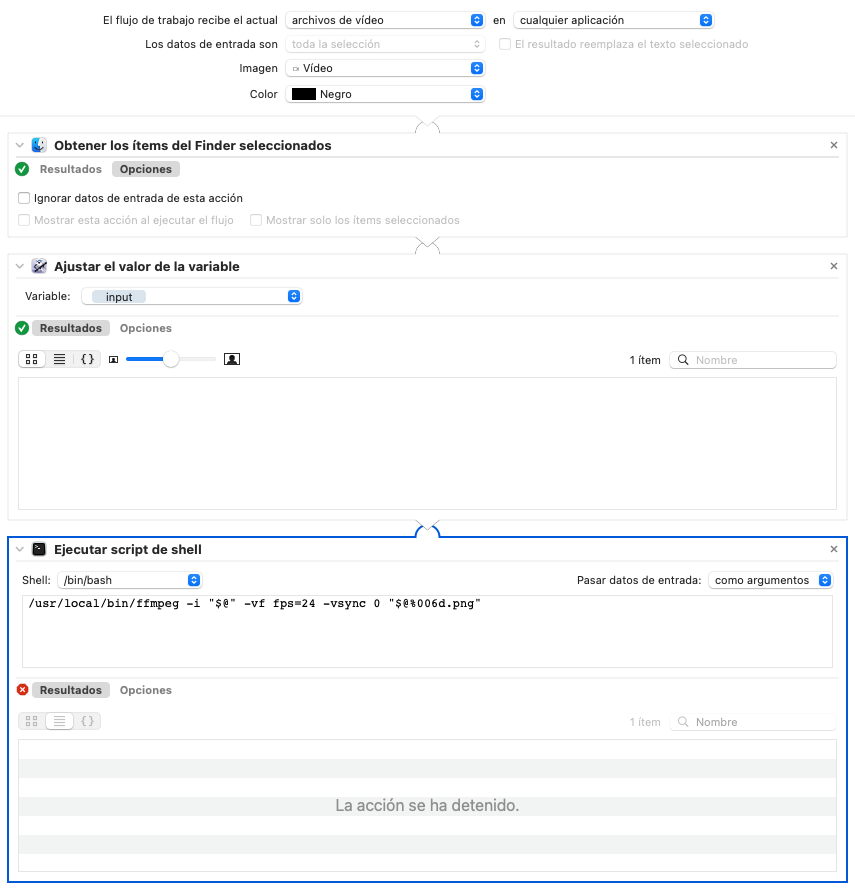 El flujo de trabajo recibe el actual archivos de vídeo en cualquier aplicación
Los datos de entrada son toda la selección El resultado reemplaza el texto seleccionado
Imagen Vídeo
Color Negro
Obtener los ítems del Finder seleccionados
Resultados Opciones
Ignorar datos de entrada de esta acción
Mostrar esta acción al ejecutar el flujo Mostrar solo los ítems seleccionados
Ajustar el valor de la variable
Variable: input
Resultados Opciones
1 ítem Nombre
Ejecutar script de shell
Shell: /bin/bash Pasar datos de entrada: como argumentos
/usr/local/bin/ffmpeg -i "$@" -vf fps=24 -vsync 0 "$@%006d.png"
Resultados Opciones
1 ítem Nombre
La acción se ha detenido.